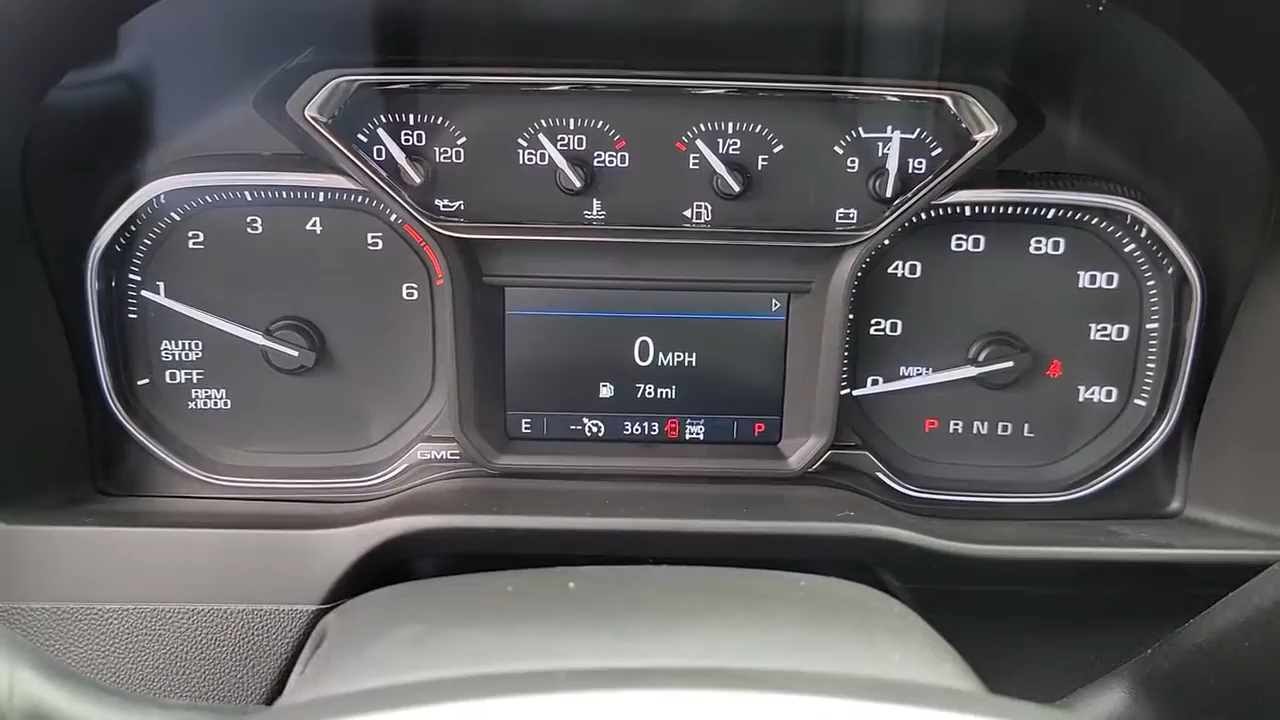 0 60 120
160 210 260
E 1/2 F
9 14 19
1 2 3 4 5 6
AUTO
STOP
OFF
RPM
x1000
GMC
0 MPH
78 mi
E --- 3613 2WD P
0 20 40 60 80 100 120 140
MPH
P R N D L